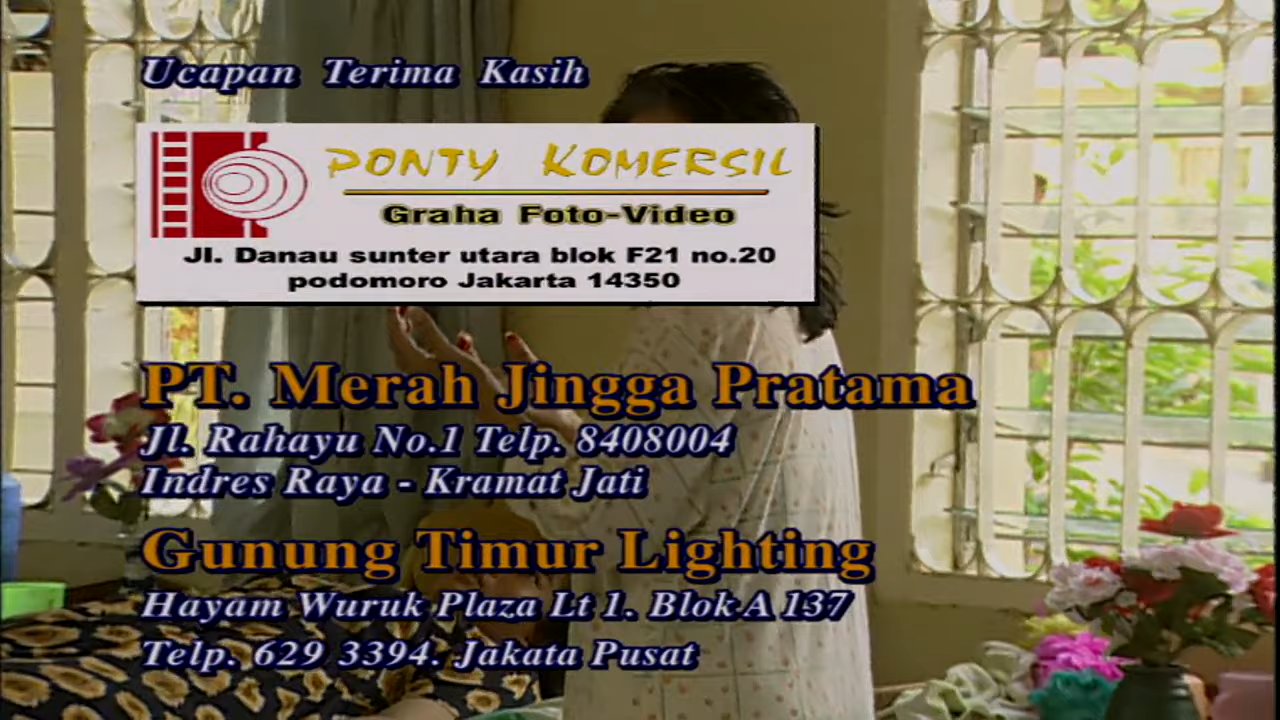 Ucapan Terima Kasih
PONTY KOMERSIL
Graha Foto-Video
Jl. Danau sunter utara blok F21 no.20
podomoro Jakarta 14350
PT. Merah Jingga Pratama
Jl. Rahayu No.1 Telp. 8408004
Indres Raya - Kramat Jati
Gunung Timur Lighting
Hayam Wuruk Plaza Lt 1. Blok A 137
Telp. 629 3394. Jakata Pusat